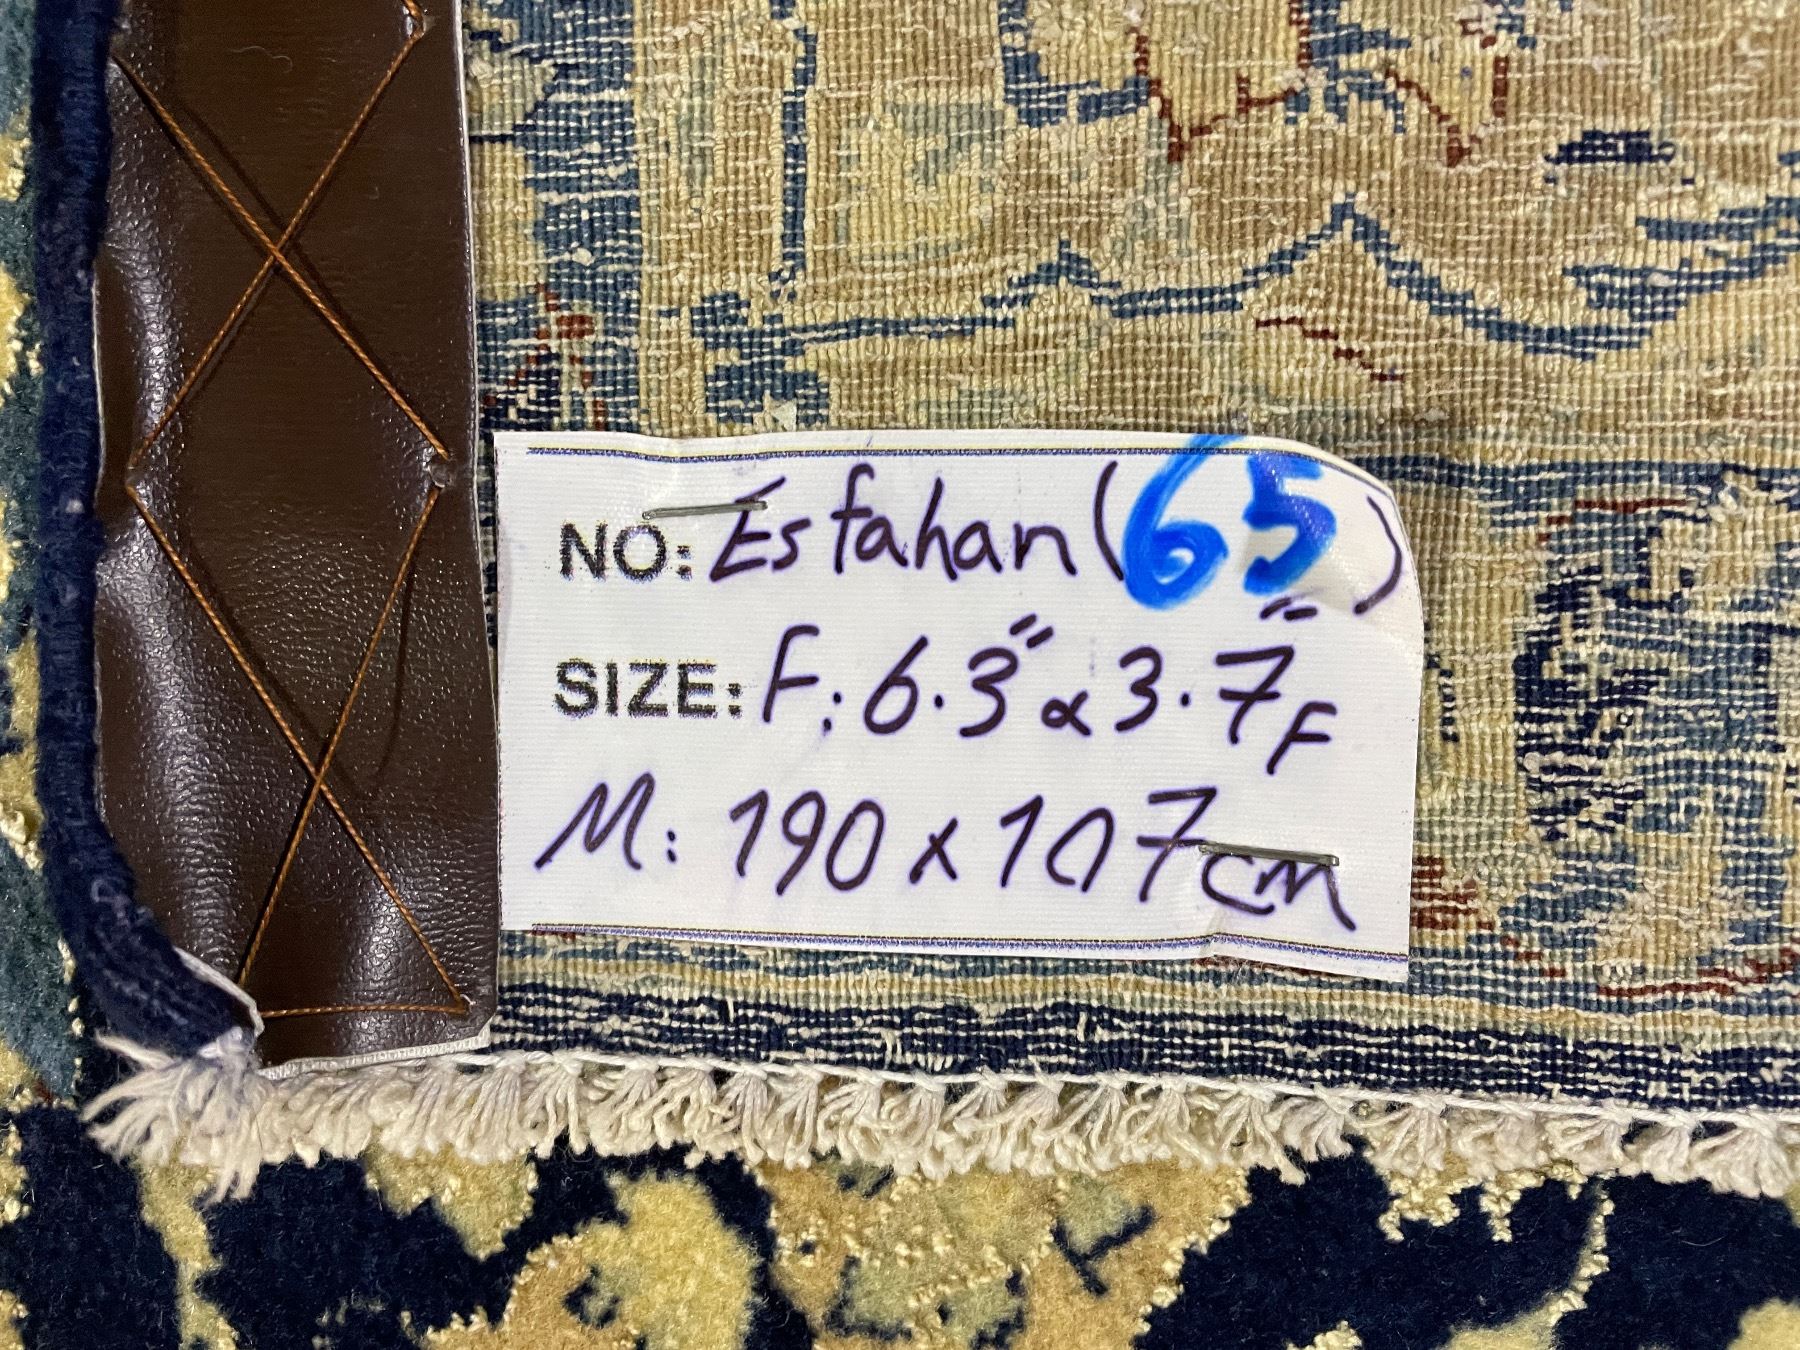 NO: Esfahan (65)
SIZE: F: 6.3" x 3.7" F
M: 190 x 107 cm